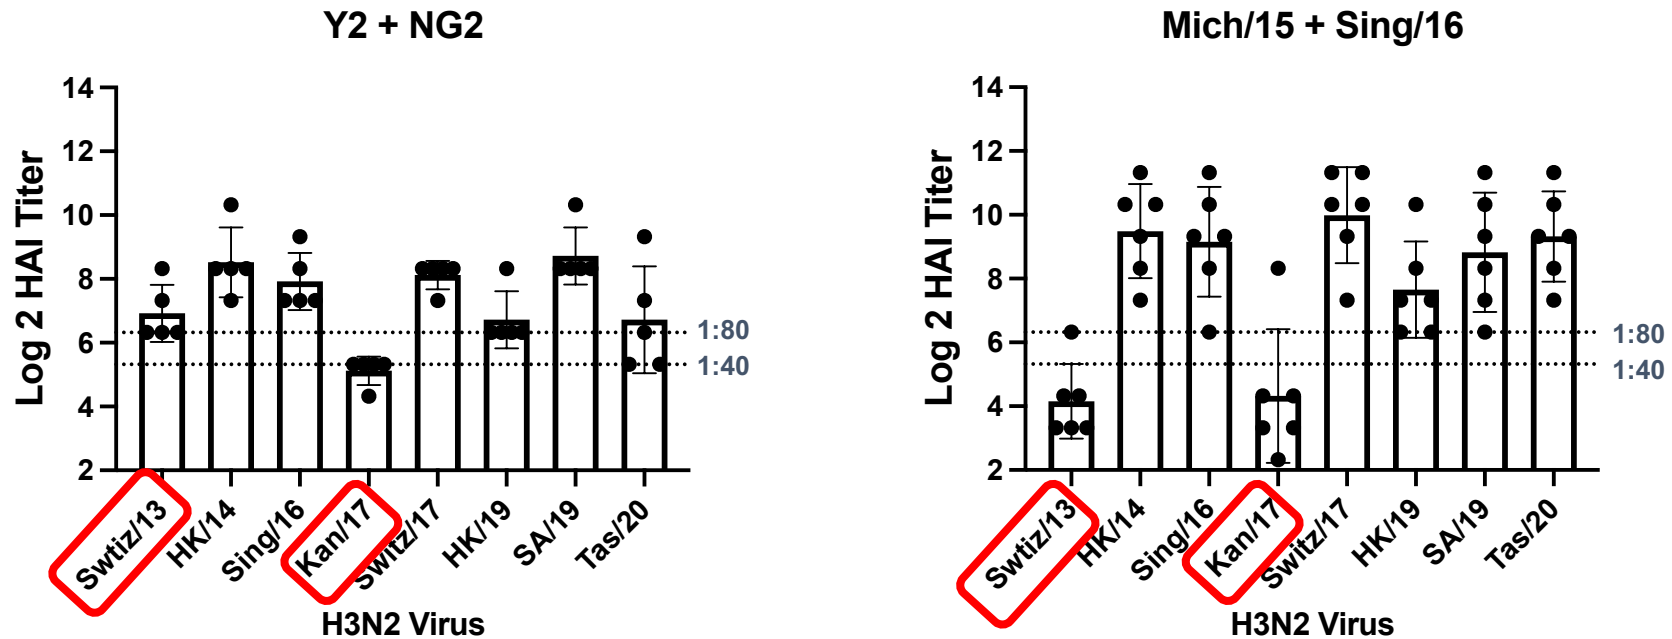 Y2 + NG2
Log 2 HAI Titer
14
12
10
8
6
4
2
1:80
1:40
Swtiz/13
HK/14
Sing/16
Kan/17
Switz/17
HK/19
SA/19
Tas/20
H3N2 Virus
Mich/15 + Sing/16
Log 2 HAI Titer
14
12
10
8
6
4
2
1:80
1:40
Swtiz/13
HK/14
Sing/16
Kan/17
Switz/17
HK/19
SA/19
Tas/20
H3N2 Virus